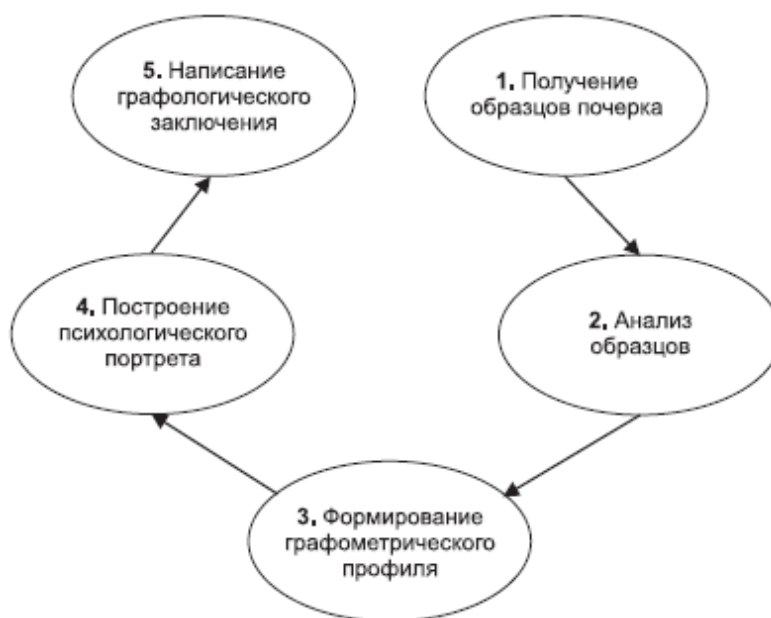 1. Получение
образцов почерка
2. Анализ
образцов
3. Формирование
графометрического
профиля
4. Построение
психологического
портрета
5. Написание
графологического
заключения